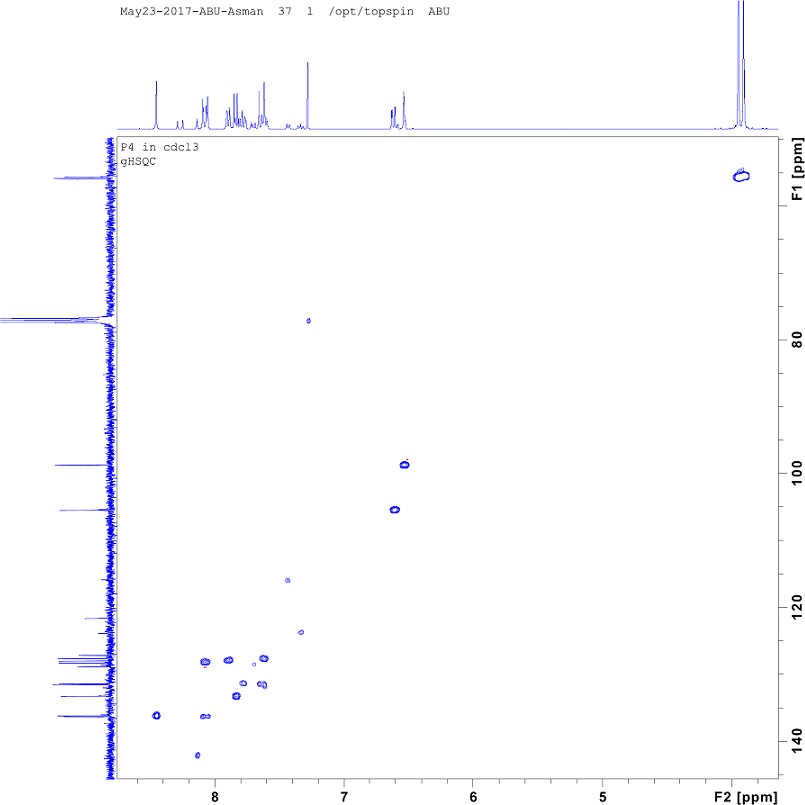 May23-2017-ABU-Asman 37 1 /opt/topspin ABU
P4 in cdcl3
gHSQC
F1 [ppm]
80
100
120
140
8 7 6 5 F2 [ppm]